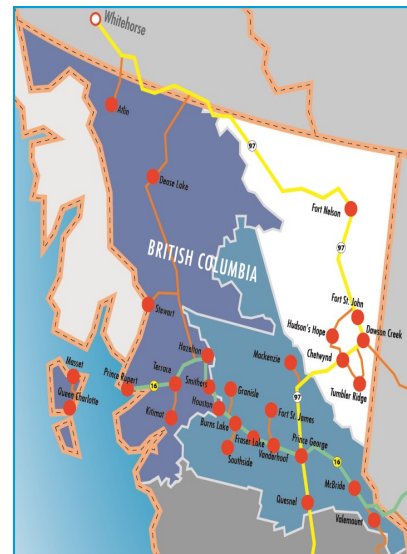 Whitehorse
Atlin
97
Dease Lake
Fort Nelson
97
BRITISH COLUMBIA
Fort St. John
Stewart
Hudson's Hope
Dawson Creek
Hazelton
Mackenzie
Chetwynd
Masset
Prince Rupert
Terrace
Smithers
Granisle
Tumbler Ridge
16
97
Queen Charlotte
Kitimat
Houston
Fort St. James
Burns Lake
Fraser Lake
Prince George
Vanderhoof
16
Southside
McBride
Quesnel
Valemount